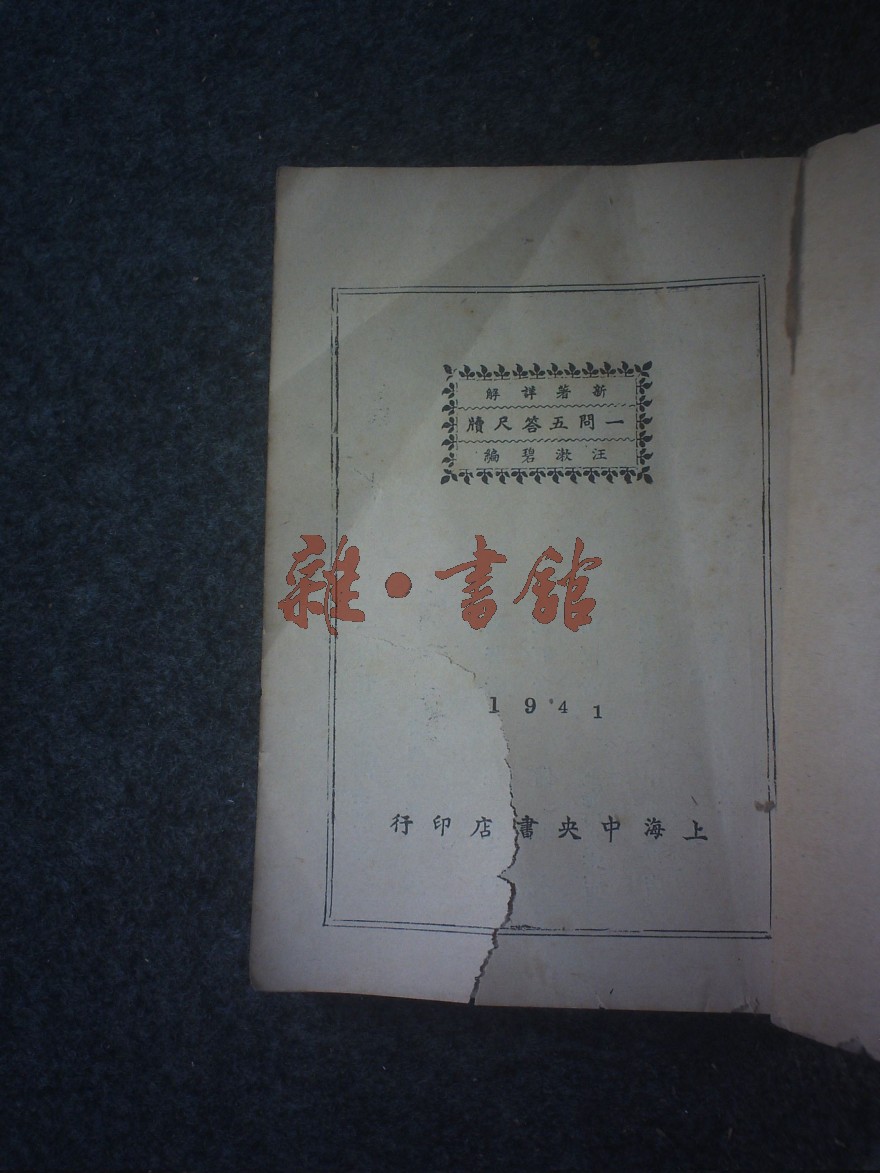 新著詳解
一問五答尺牘
汪漱碧編
雜·書館
1941
上海中央書店印行